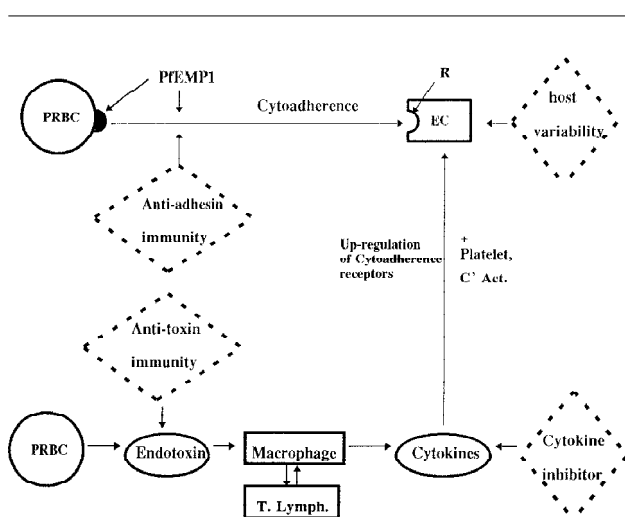 PfEMP1
R
PRBC
Cytoadherence
EC
host
variability
Anti-adhesin
immunity
Up-regulation
of Cytoadherence
receptors
+
Platelet,
C' Act.
Anti-toxin
immunity
PRBC
Endotoxin
Macrophage
Cytokines
Cytokine
inhibitor
T. Lymph.